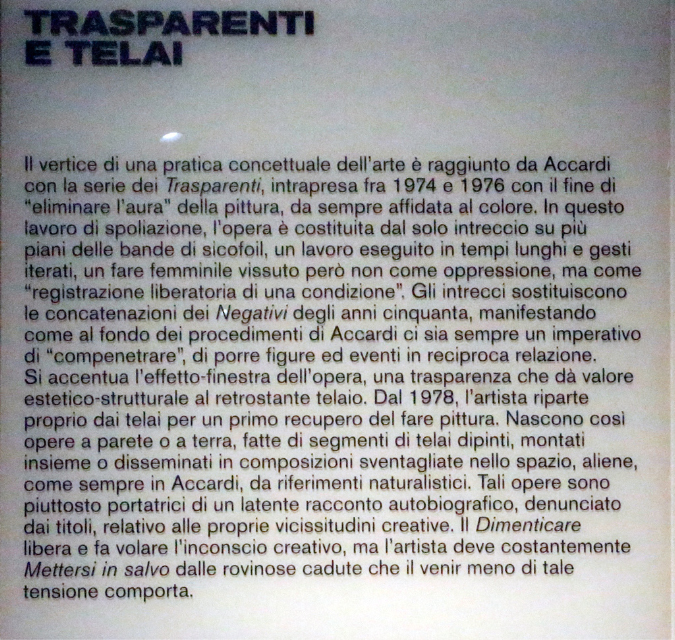 TRASPARENTI
E TELAI
Il vertice di una pratica concettuale dell'arte è raggiunto da Accardi
con la serie dei Trasparenti, intrapresa fra 1974 e 1976 con il fine di
“eliminare l'aura” della pittura, da sempre affidata al colore. In questo
lavoro di spoliazione, l'opera è costituita dal solo intreccio su più
piani delle bande di sicofoil, un lavoro eseguito in tempi lunghi e gesti
iterati, un fare femminile vissuto però non come oppressione, ma come
“registrazione liberatoria di una condizione”. Gli intrecci sostituiscono
le concatenazioni dei Negativi degli anni cinquanta, manifestando
come al fondo dei procedimenti di Accardi ci sia sempre un imperativo
di “compenetrare”, di porre figure ed eventi in reciproca relazione.
Si accentua l'effetto-finestra dell'opera, una trasparenza che dà valore
estetico-strutturale al retrostante telaio. Dal 1978, l'artista riparte
proprio dai telai per un primo recupero del fare pittura. Nascono così
opere a parete o a terra, fatte di segmenti di telai dipinti, montati
insieme o disseminati in composizioni sventagliate nello spazio, aliene,
come sempre in Accardi, da riferimenti naturalistici. Tali opere sono
piuttosto portatrici di un latente racconto autobiografico, denunciato
dai titoli, relativo alle proprie vicissitudini creative. Il Dimenticare
libera e fa volare l'inconscio creativo, ma l'artista deve costantemente
Mettersi in salvo dalle rovinose cadute che il venir meno di tale
tensione comporta.